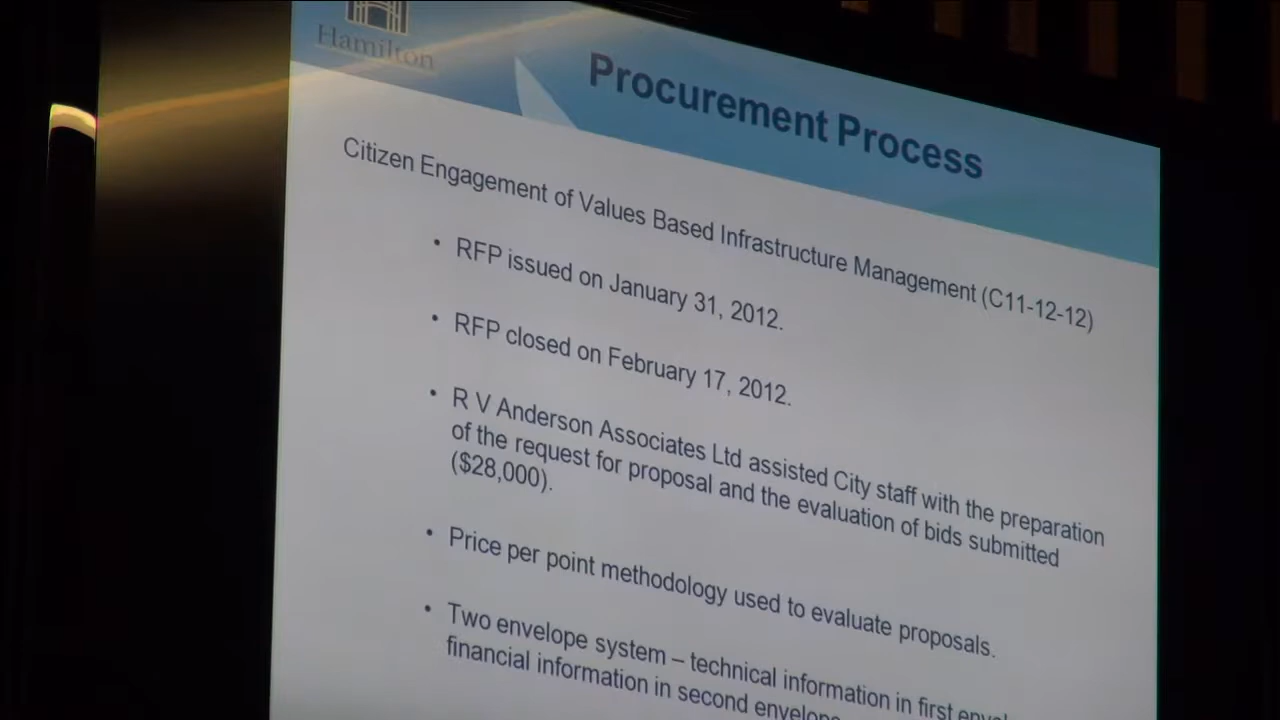 Hamilton
Procurement Process
Citizen Engagement of Values Based Infrastructure Management (C11-12-12)
• RFP issued on January 31, 2012.
• RFP closed on February 17, 2012.
• R V Anderson Associates Ltd assisted City staff with the preparation
of the request for proposal and the evaluation of bids submitted
($28,000).
• Price per point methodology used to evaluate proposals.
• Two envelope system – technical information in first
financial information in second